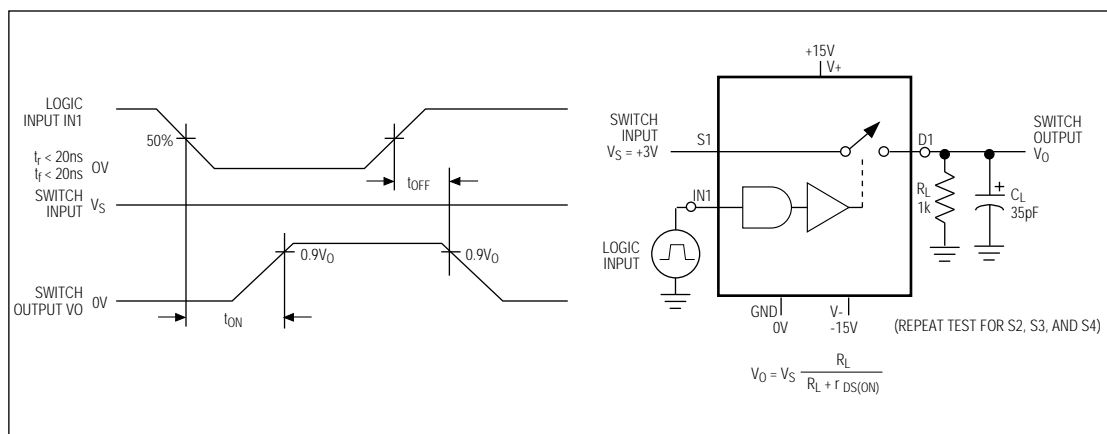 LOGIC
INPUT IN1
50%
tr < 20ns
tf < 20ns
0V
tOFF
SWITCH
INPUT
VS
0.9VO
0.9VO
SWITCH
OUTPUT VO
0V
tON
+15V
V+
SWITCH
INPUT
VS = +3V
S1
D1
SWITCH
OUTPUT
VO
IN1
RL
1k
CL
35pF
+
LOGIC
INPUT
GND
0V
V-
-15V
(REPEAT TEST FOR S2, S3, AND S4)
VO = VS RL
RL + rDS(ON)